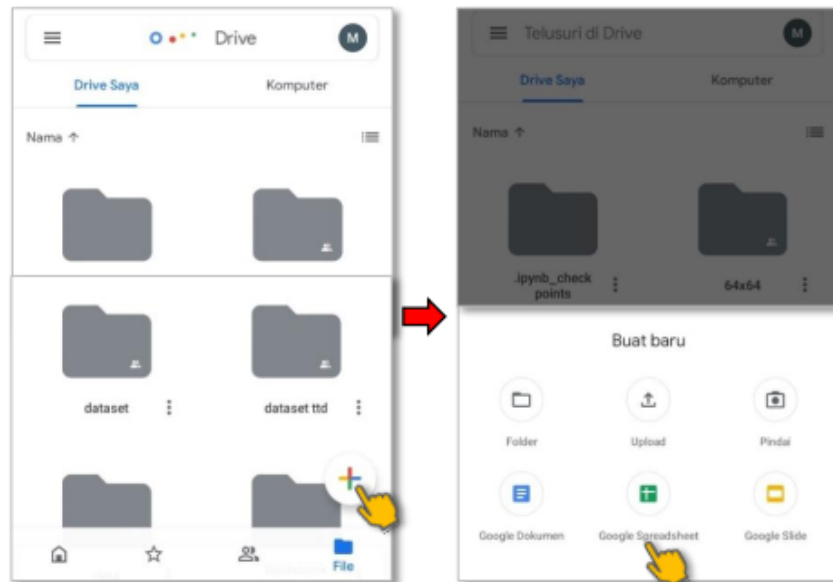 Drive
M
Drive Saya
Komputer
Nama ↑
dataset
dataset ttd
File
Telusuri di Drive
M
Drive Saya
Komputer
Nama ↑
.ipynb_check
points
64x64
Buat baru
Folder
Upload
Pindai
Google Dokumen
Google Spreadsheet
Google Slide